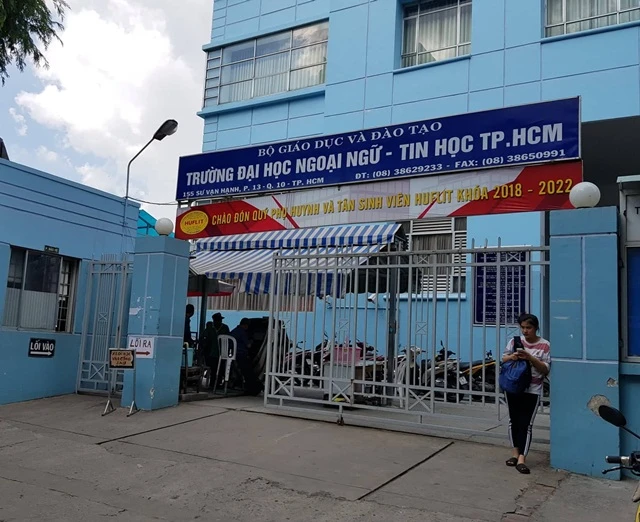 BỘ GIÁO DỤC VÀ ĐÀO TẠO
TRƯỜNG ĐẠI HỌC NGOẠI NGỮ - TIN HỌC TP.HCM
155 SƯ VẠN HẠNH, P. 13 - Q. 10 - TP. HCM
ĐT: (08) 38629233 - FAX: (08) 38650991
HUFLIT
CHÀO ĐÓN QUÝ PHỤ HUYNH VÀ TÂN SINH VIÊN HUFLIT KHÓA 2018 - 2022
LỐI RA
LỐI VÀO